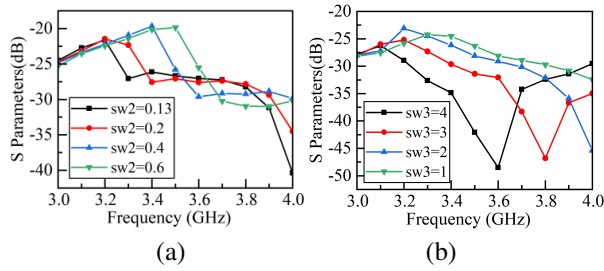 S Parameters(dB)
-20
-25
-30
-35
-40
sw2=0.13
sw2=0.2
sw2=0.4
sw2=0.6
3.0 3.2 3.4 3.6 3.8 4.0
Frequency (GHz)
(a)
S Parameters(dB)
-20
-25
-30
-35
-40
-45
-50
sw3=4
sw3=3
sw3=2
sw3=1
3.0 3.2 3.4 3.6 3.8 4.0
Frequency (GHz)
(b)